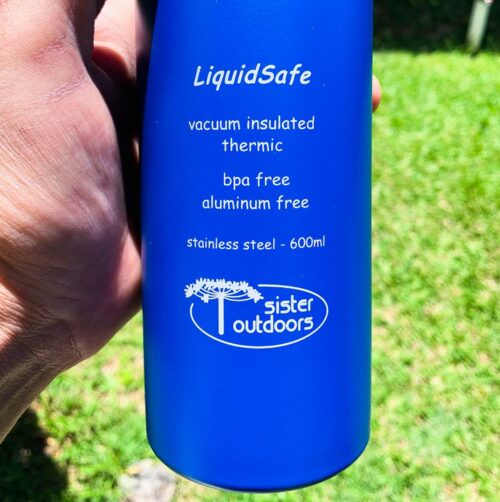 LiquidSafe
vacuum insulated
thermic
bpa free
aluminum free
stainless steel - 600ml
sister
outdoors